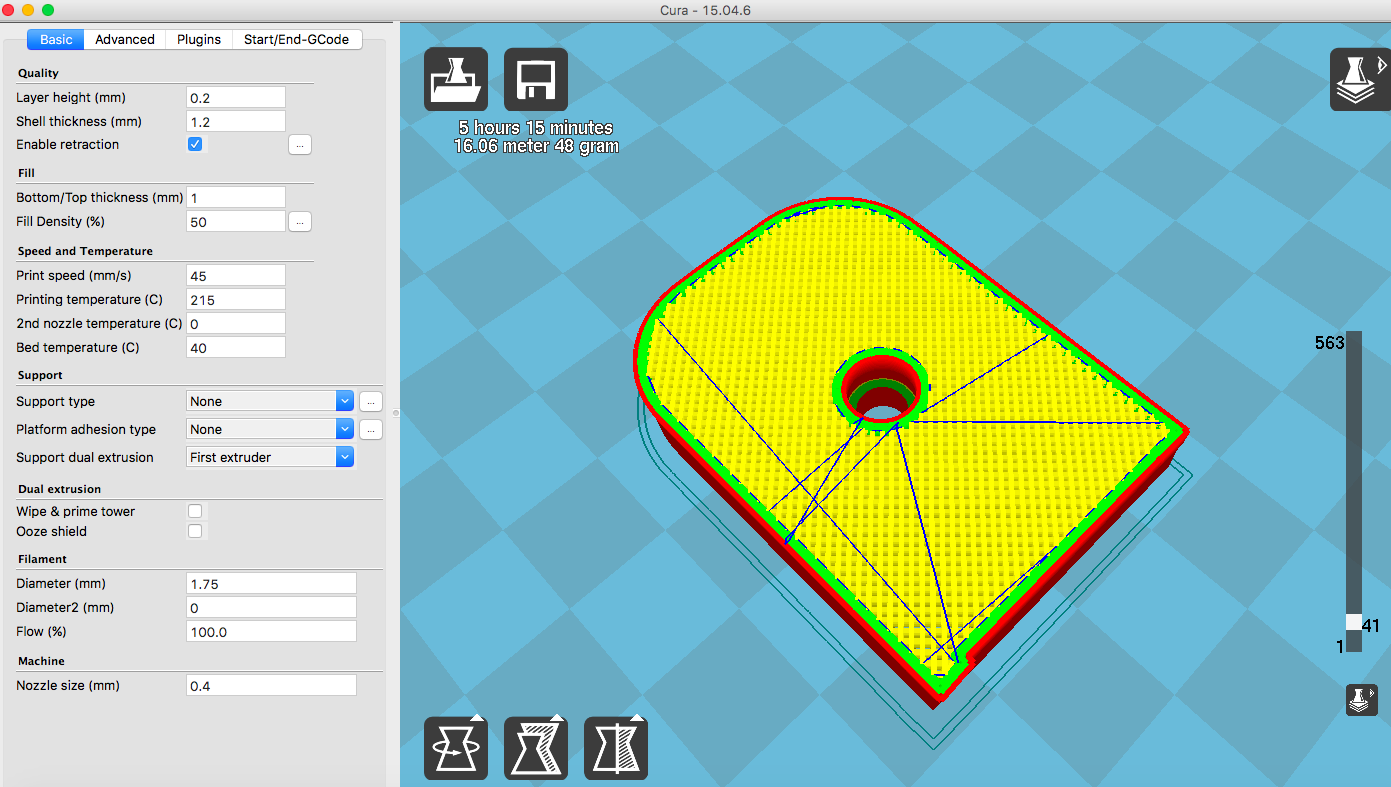 Cura - 15.04.6
Basic Advanced Plugins Start/End-GCode
Quality
Layer height (mm) 0.2
Shell thickness (mm) 1.2
Enable retraction ...
Fill
Bottom/Top thickness (mm) 1
Fill Density (%) 50 ...
Speed and Temperature
Print speed (mm/s) 45
Printing temperature (C) 215
2nd nozzle temperature (C) 0
Bed temperature (C) 40
Support
Support type None ...
Platform adhesion type None ...
Support dual extrusion First extruder
Dual extrusion
Wipe & prime tower
Ooze shield
Filament
Diameter (mm) 1.75
Diameter2 (mm) 0
Flow (%) 100.0
Machine
Nozzle size (mm) 0.4
5 hours 15 minutes
16.06 meter 48 gram
563
41
1